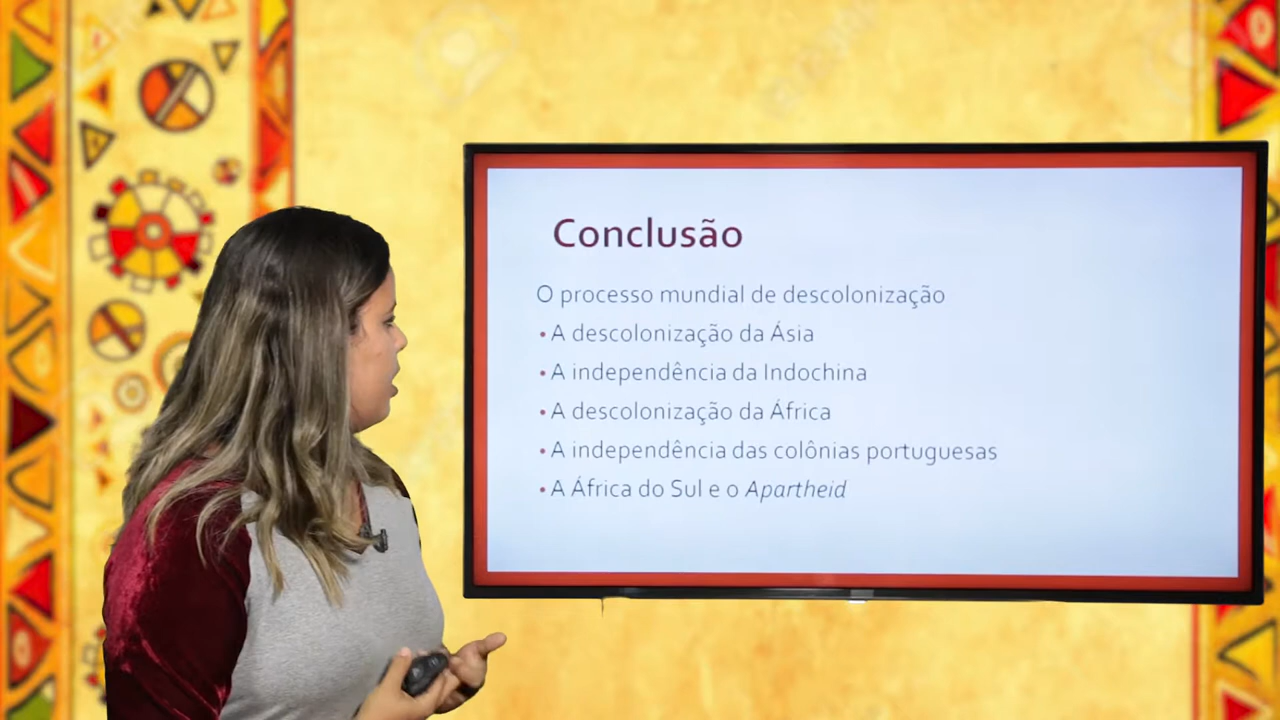 Conclusão
O processo mundial de descolonização
• A descolonização da Ásia
• A independência da Indochina
• A descolonização da África
• A independência das colônias portuguesas
• A África do Sul e o Apartheid